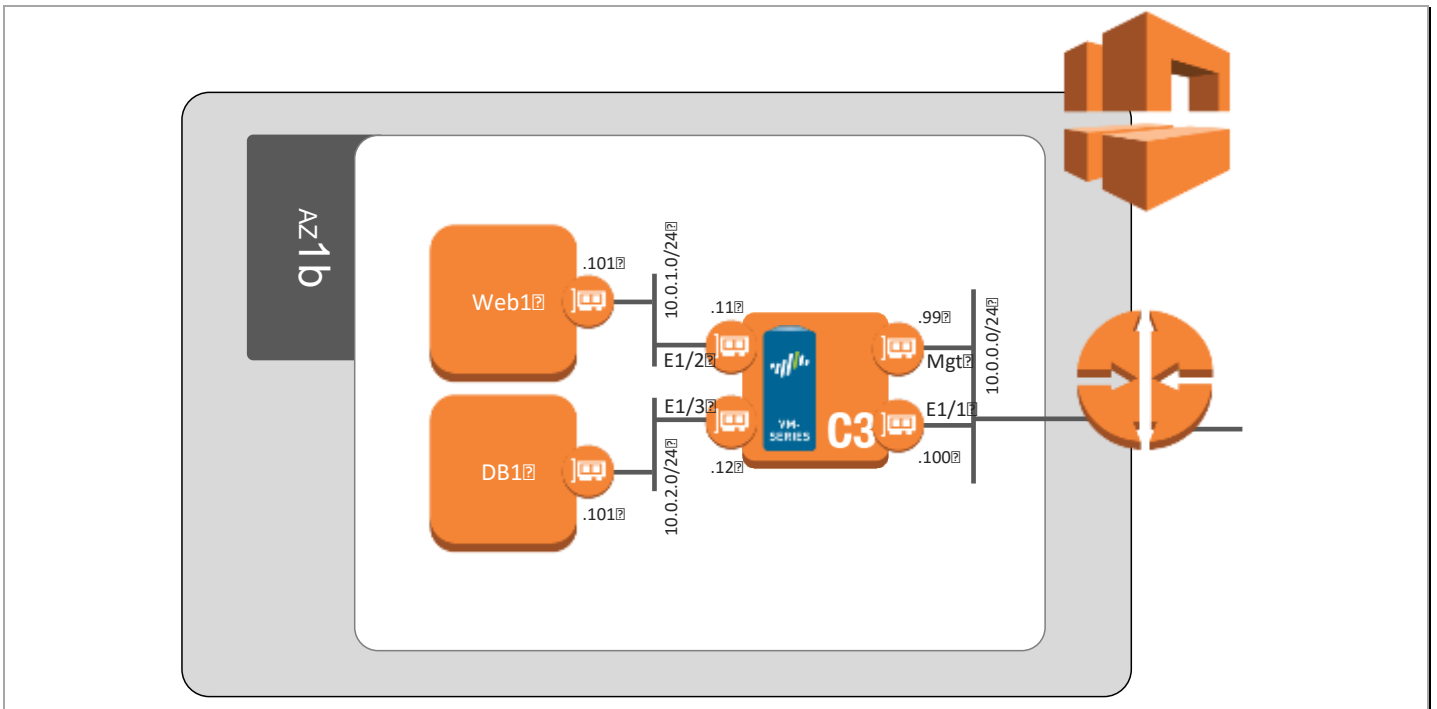 AZ1b
Web1
.101
10.0.1.0/24
.11
E1/2
DB1
.101
10.0.2.0/24
E1/3
.12
VM-
SERIES
C3
.99
Mgt
10.0.0.0/24
E1/1
.100